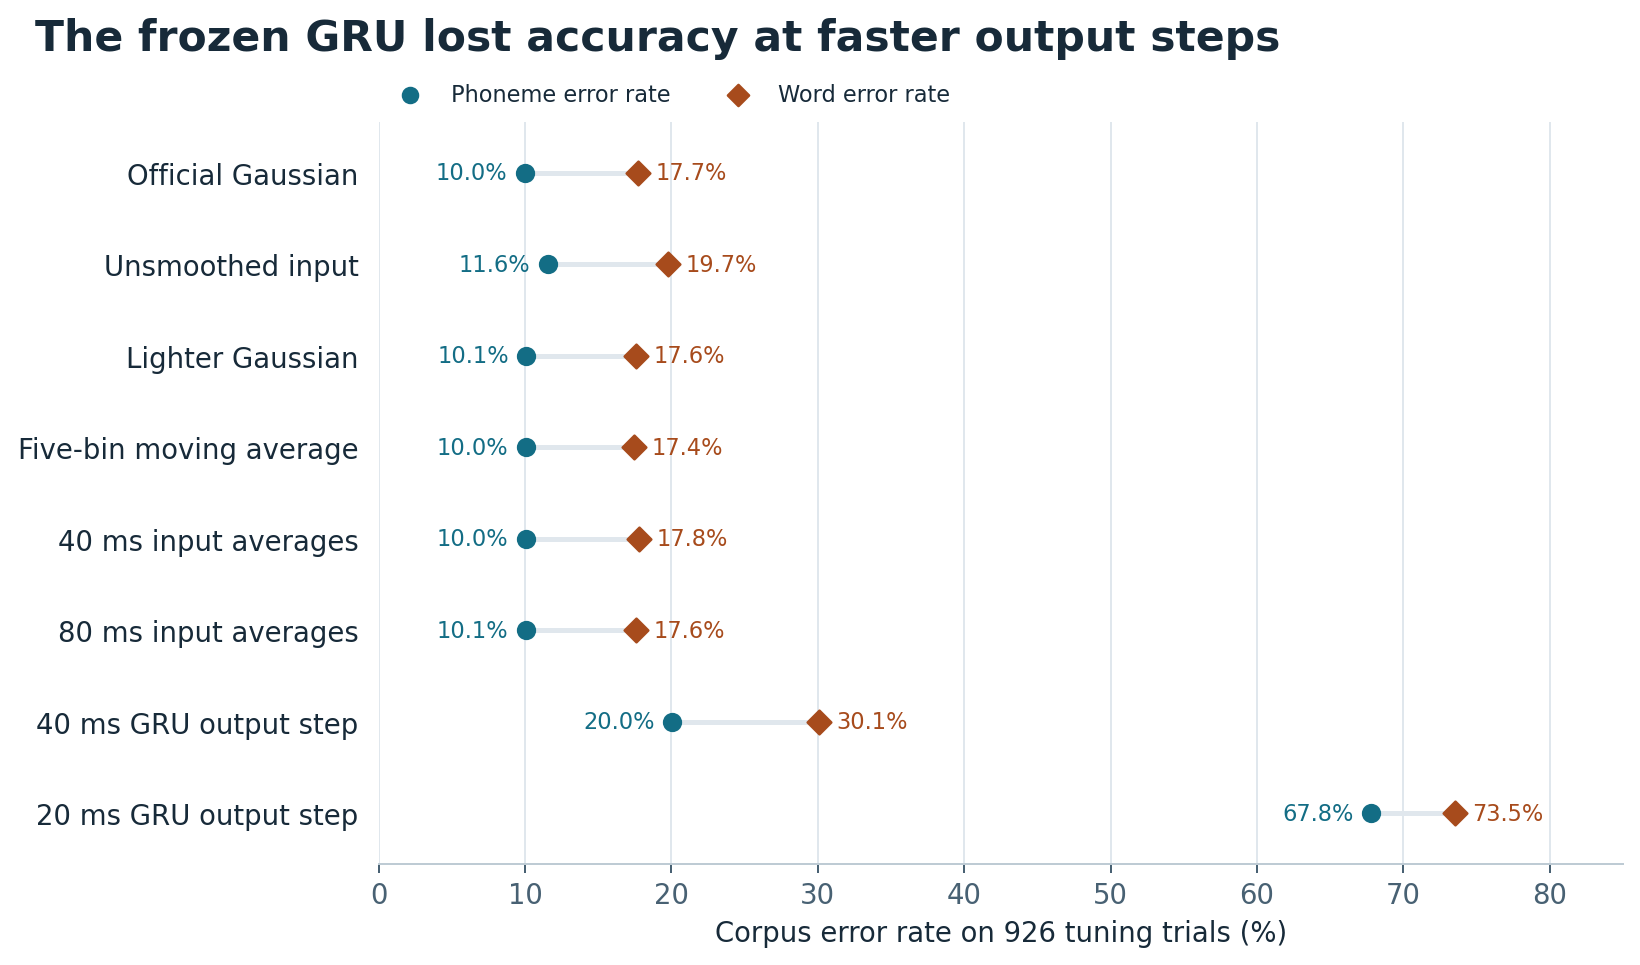 The frozen GRU lost accuracy at faster output steps
Phoneme error rate Word error rate
Official Gaussian 10.0% 17.7%
Unsmoothed input 11.6% 19.7%
Lighter Gaussian 10.1% 17.6%
Five-bin moving average 10.0% 17.4%
40 ms input averages 10.0% 17.8%
80 ms input averages 10.1% 17.6%
40 ms GRU output step 20.0% 30.1%
20 ms GRU output step 67.8% 73.5%
0 10 20 30 40 50 60 70 80
Corpus error rate on 926 tuning trials (%)